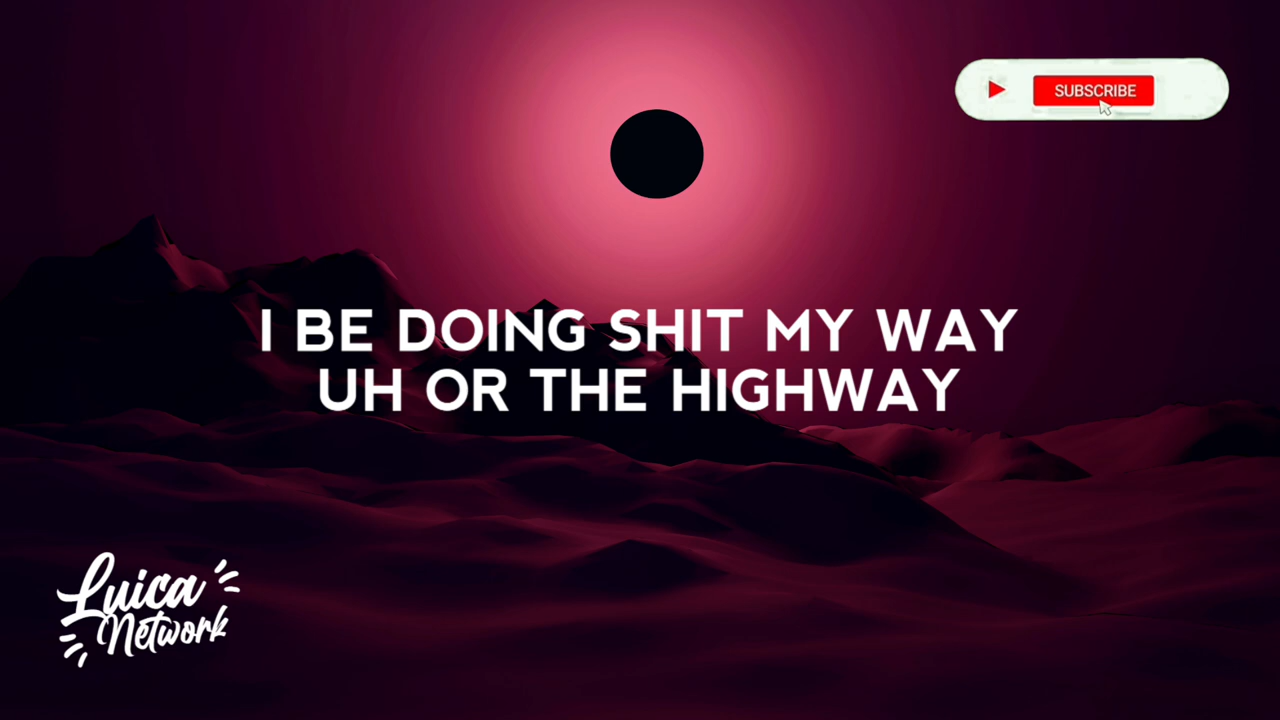 SUBSCRIBE
I BE DOING SHIT MY WAY
UH OR THE HIGHWAY
Luica
Network